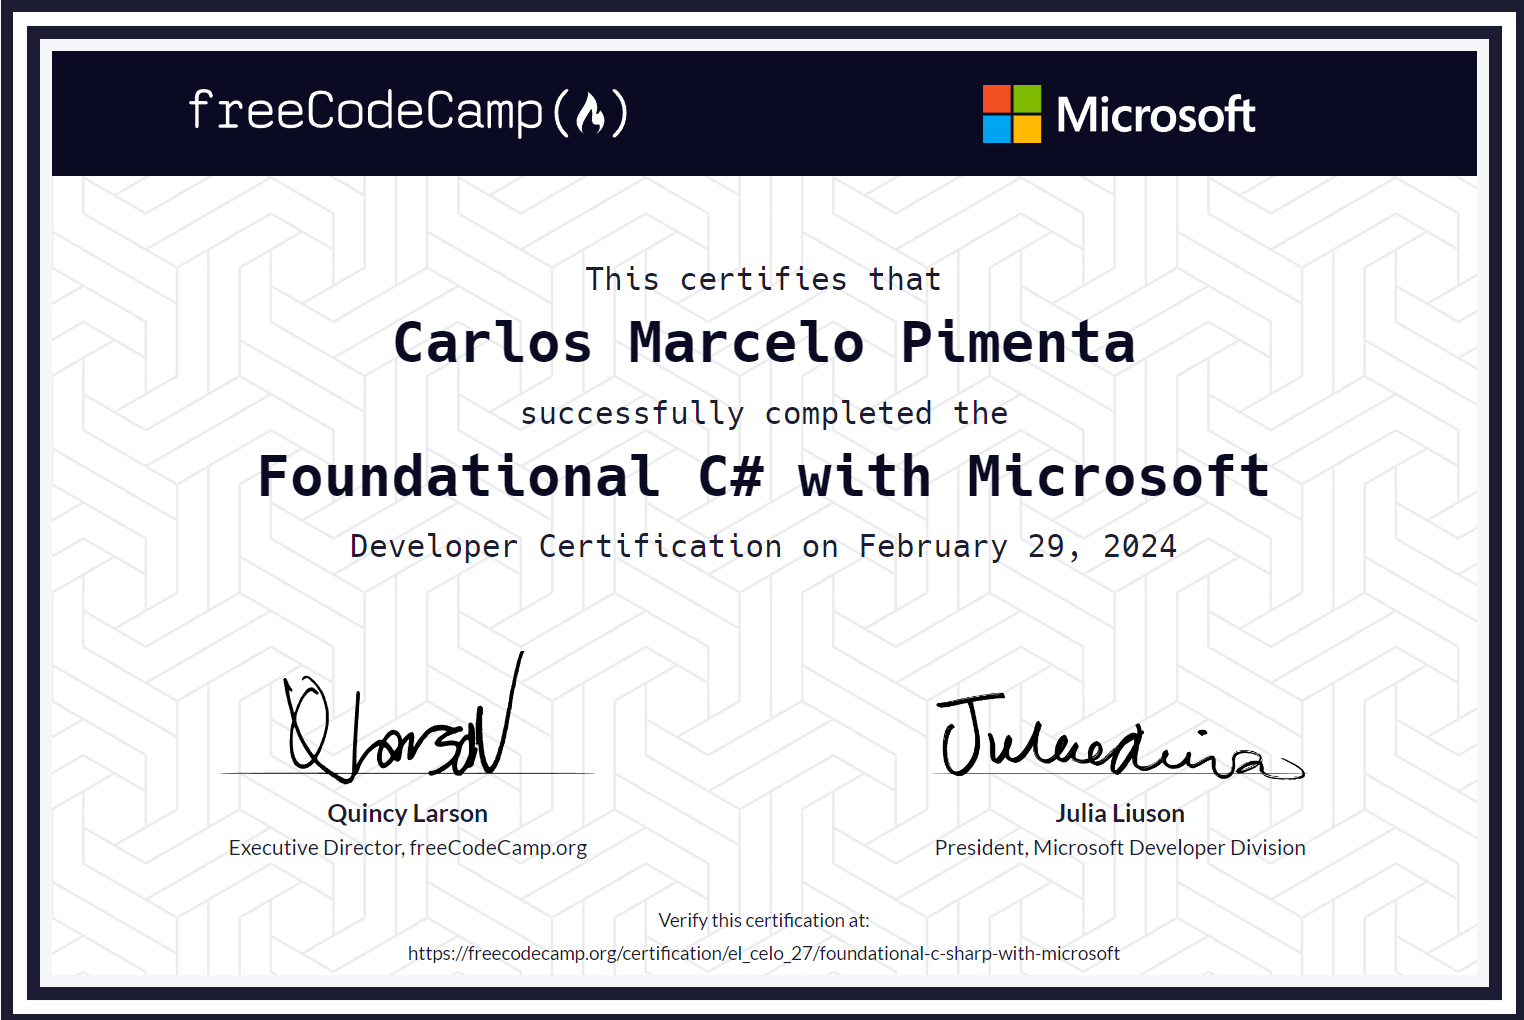 freeCodeCamp Microsoft
This certifies that
Carlos Marcelo Pimenta
successfully completed the
Foundational C# with Microsoft
Developer Certification on February 29, 2024
Quincy Larson
Executive Director, freeCodeCamp.org
Julia Liuson
President, Microsoft Developer Division
Verify this certification at:
https://freecodecamp.org/certification/el_celo_27/foundational-c-sharp-with-microsoft